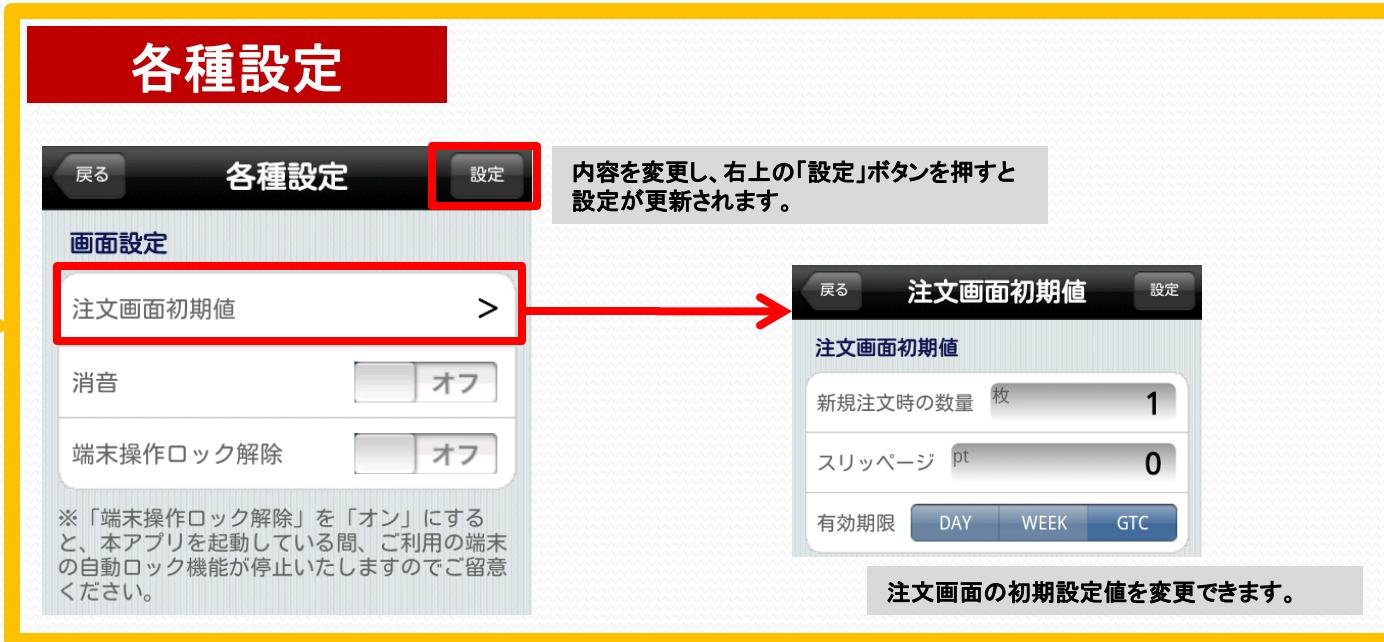 各種設定
戻る
各種設定
設定
内容を変更し、右上の「設定」ボタンを押すと
設定が更新されます。
画面設定
注文画面初期値 >
消音 オフ
端末操作ロック解除 オフ
※「端末操作ロック解除」を「オン」にする
と、本アプリを起動している間、ご利用の端末
の自動ロック機能が停止いたしますのでご留意
ください。
戻る
注文画面初期値
設定
注文画面初期値
新規注文時の数量 枚 1
スリッページ pt 0
有効期限 DAY WEEK GTC
注文画面の初期設定値を変更できます。